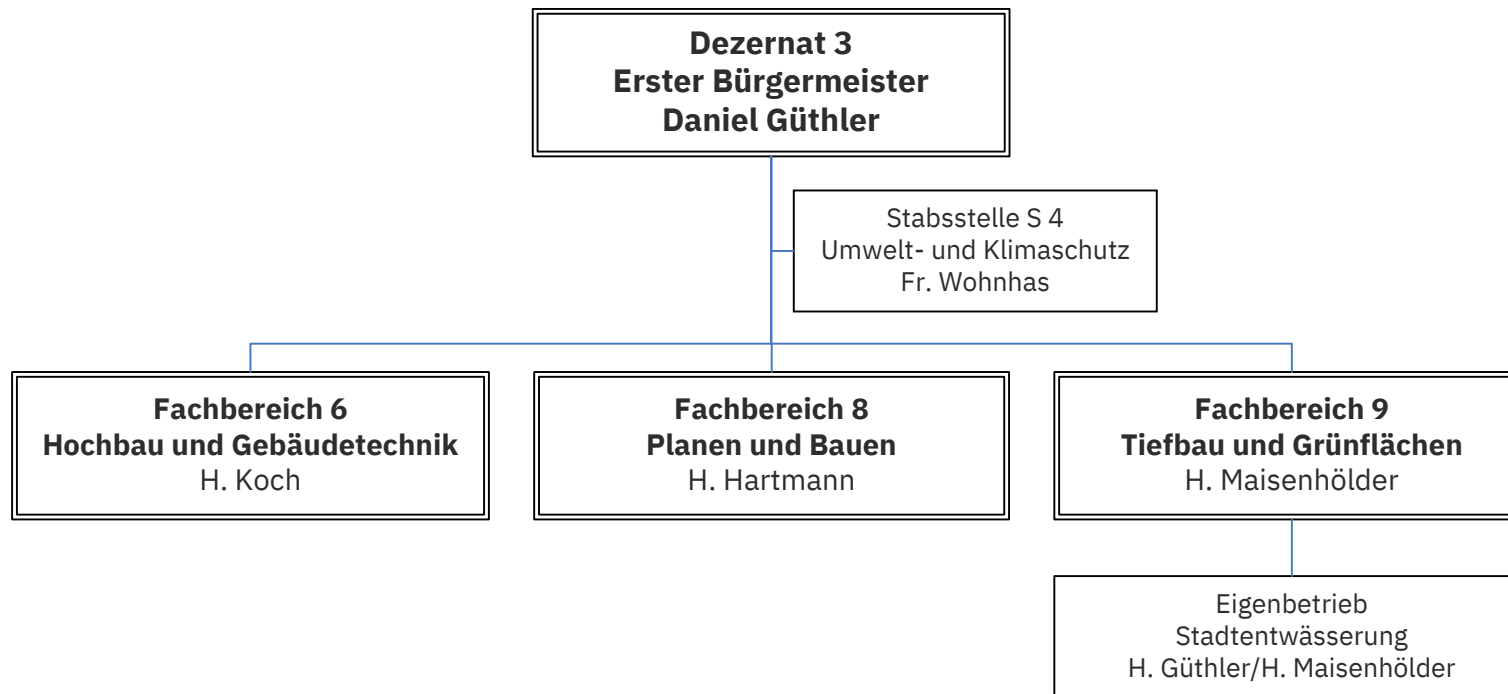 Dezernat 3
Erster Bürgermeister
Daniel Güthler
Stabsstelle S 4
Umwelt- und Klimaschutz
Fr. Wohnhas
Fachbereich 6
Hochbau und Gebäudetechnik
H. Koch
Fachbereich 8
Planen und Bauen
H. Hartmann
Fachbereich 9
Tiefbau und Grünflächen
H. Maisenhölder
Eigenbetrieb
Stadtentwässerung
H. Güthler/H. Maisenhölder